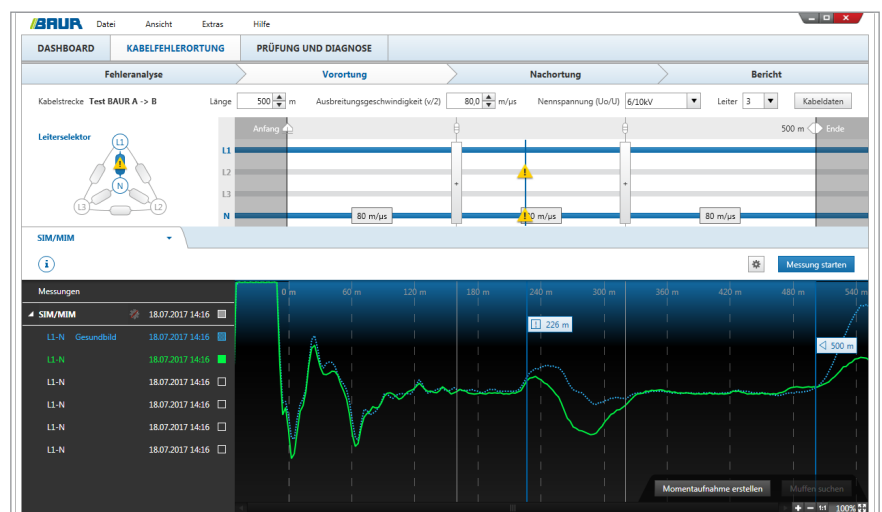 BAUR Datei Ansicht Extras Hilfe
DASHBOARD KABELFEHLERORTUNG PRÜFUNG UND DIAGNOSE
Fehleranalyse Vorortung Nachortung Bericht
Kabelstrecke Test BAUR A -> B Länge 500 m Ausbreitungsgeschwindigkeit (v/2) 80,0 m/µs Nennspannung (Uo/U) 6/10kV Leiter 3 Kabeldaten
Leiterselektor
L1
N
L3 L2
Anfang 500 m Ende
L1
L2
L3
N 80 m/µs 0 m/µs 80 m/µs
SIM/MIM
Messung starten
Messungen
SIM/MIM 18.07.2017 14:16
L1-N Gesundbild 18.07.2017 14:16
L1-N 18.07.2017 14:16
L1-N 18.07.2017 14:16
L1-N 18.07.2017 14:16
L1-N 18.07.2017 14:16
L1-N 18.07.2017 14:16
0 m 60 m 120 m 180 m 240 m 300 m 360 m 420 m 480 m 540 m
226 m
500 m
Momentaufnahme erstellen Muffen suchen
1:1 100%